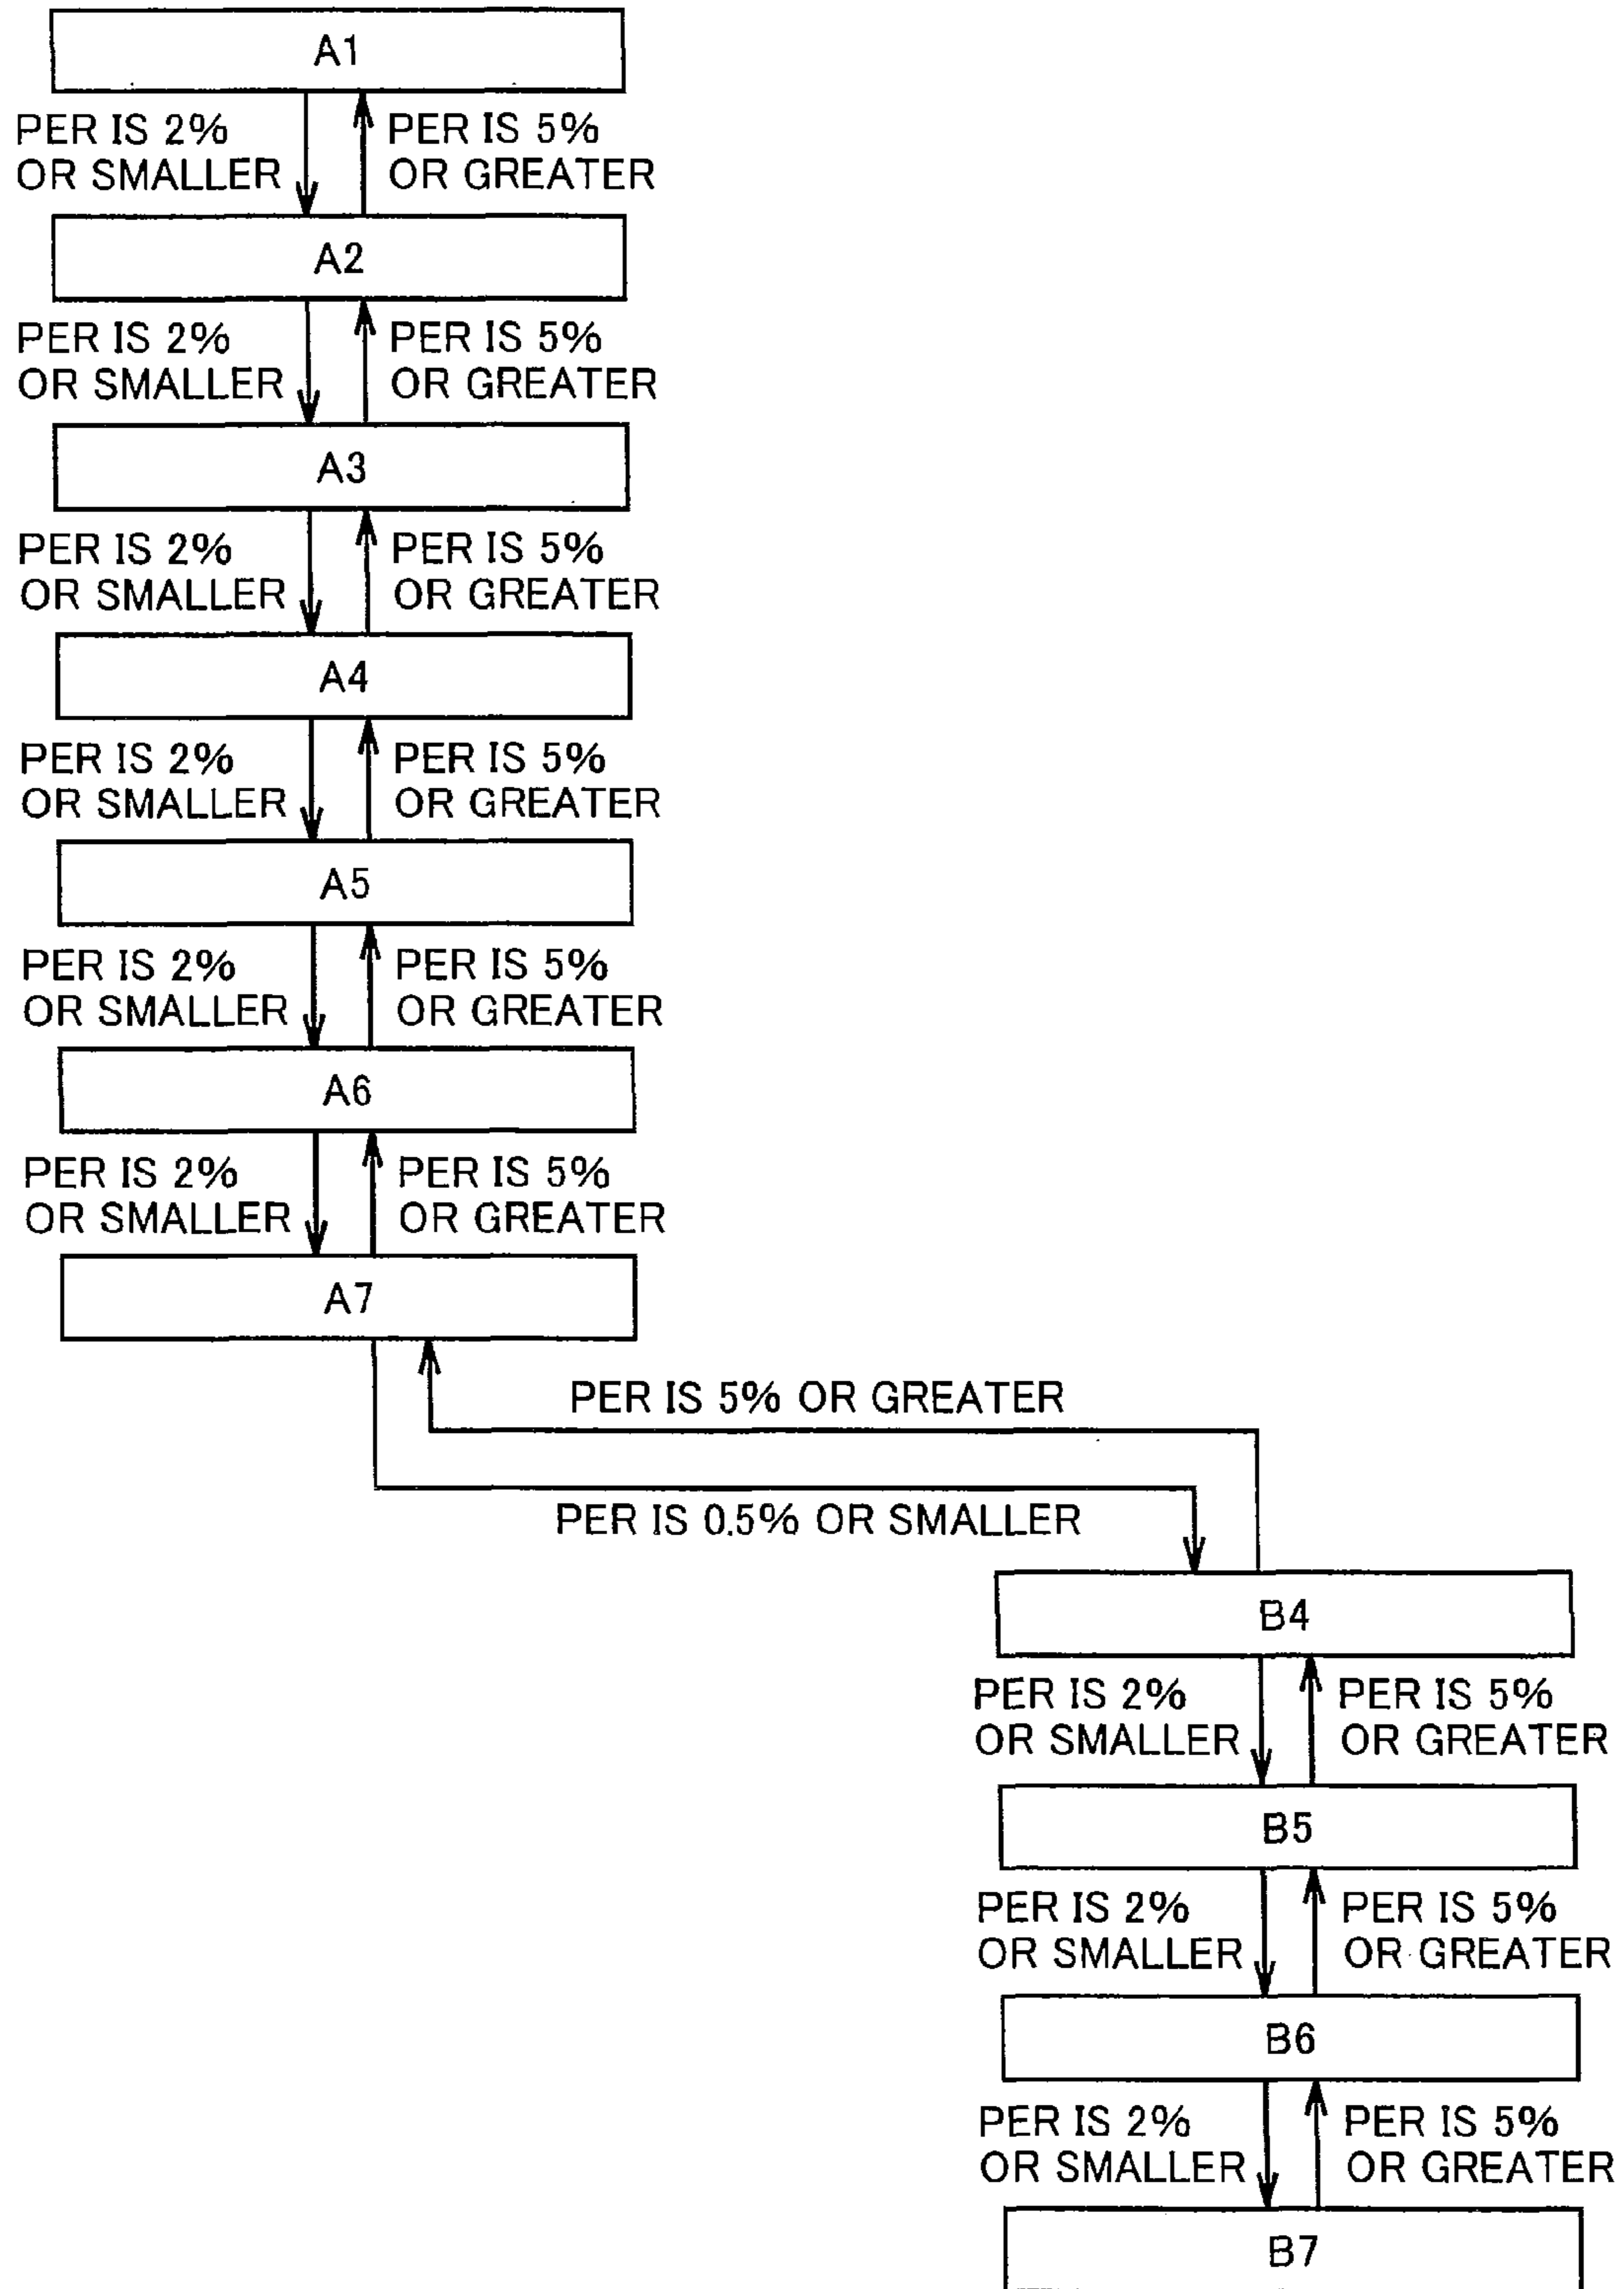 A1
PER IS 2%
OR SMALLER
PER IS 5%
OR GREATER
A2
PER IS 2%
OR SMALLER
PER IS 5%
OR GREATER
A3
PER IS 2%
OR SMALLER
PER IS 5%
OR GREATER
A4
PER IS 2%
OR SMALLER
PER IS 5%
OR GREATER
A5
PER IS 2%
OR SMALLER
PER IS 5%
OR GREATER
A6
PER IS 2%
OR SMALLER
PER IS 5%
OR GREATER
A7
PER IS 5% OR GREATER
PER IS 0.5% OR SMALLER
B4
PER IS 2%
OR SMALLER
PER IS 5%
OR GREATER
B5
PER IS 2%
OR SMALLER
PER IS 5%
OR GREATER
B6
PER IS 2%
OR SMALLER
PER IS 5%
OR GREATER
B7